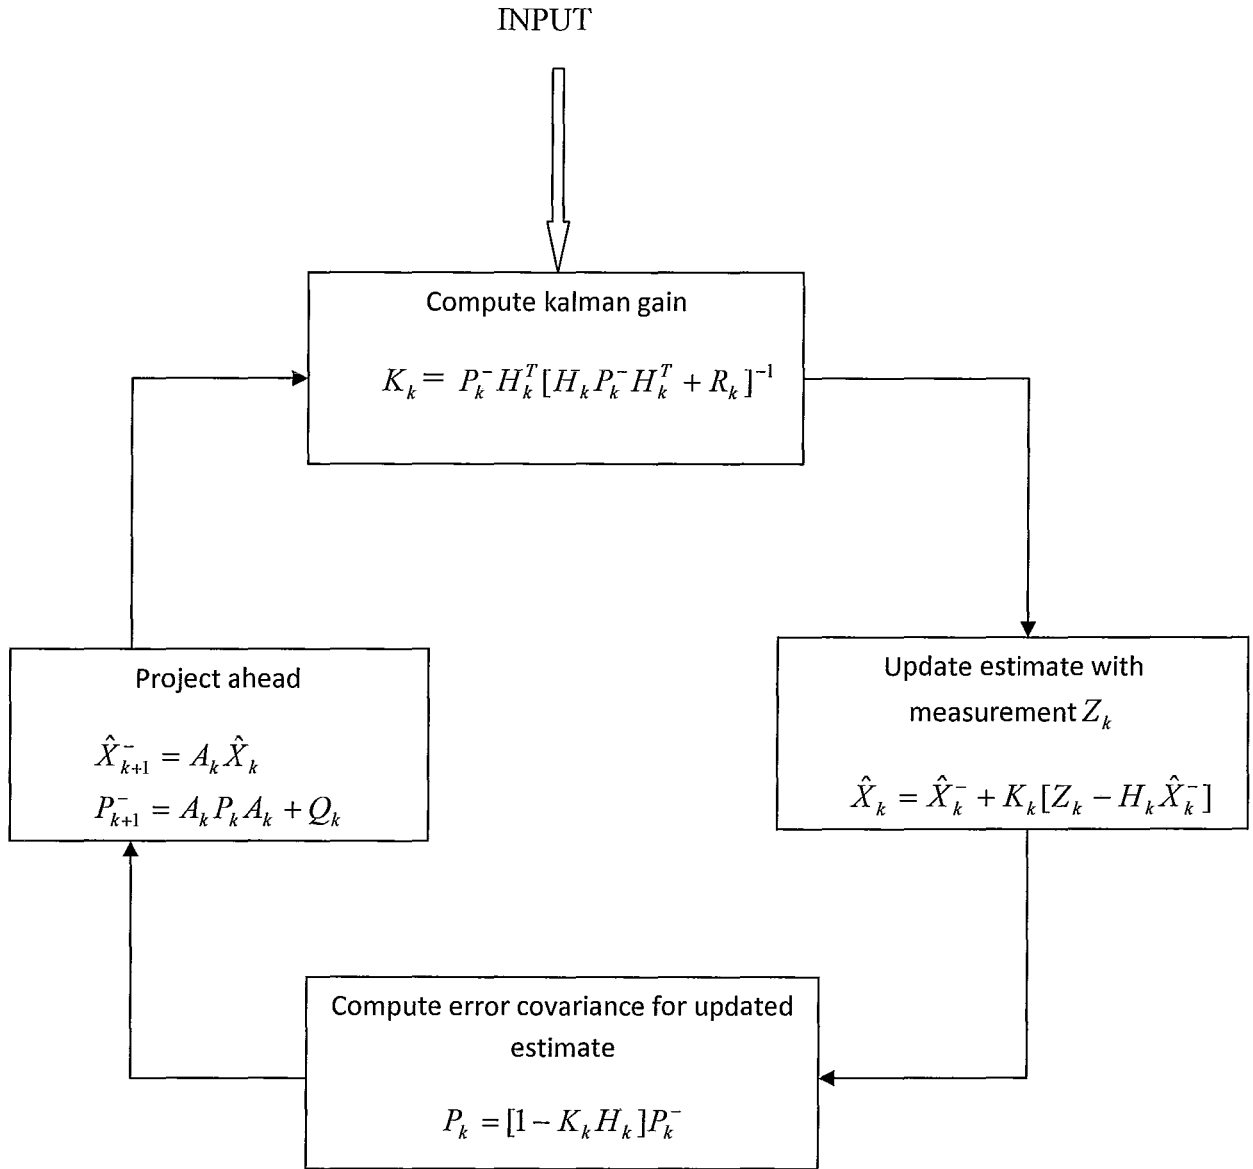 INPUT
Compute kalman gain
K_k = P_k^- H_k^T [H_k P_k^- H_k^T + R_k]^{-1}
Update estimate with
measurement Z_k
X̂_k = X̂_k^- + K_k [Z_k − H_k X̂_k^-]
Compute error covariance for updated
estimate
P_k = [1 − K_k H_k] P_k^-
Project ahead
X̂_{k+1}^- = A_k X̂_k
P_{k+1}^- = A_k P_k A_k + Q_k